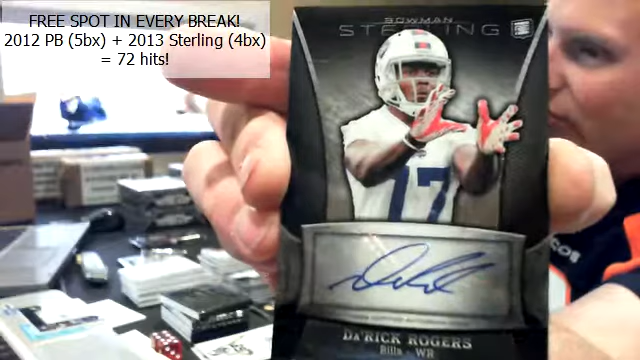 FREE SPOT IN EVERY BREAK!
2012 PB (5bx) + 2013 Sterling (4bx)
= 72 hits!
BOWMAN
STERLING
17
DA'RICK ROGERS
Bills - WR